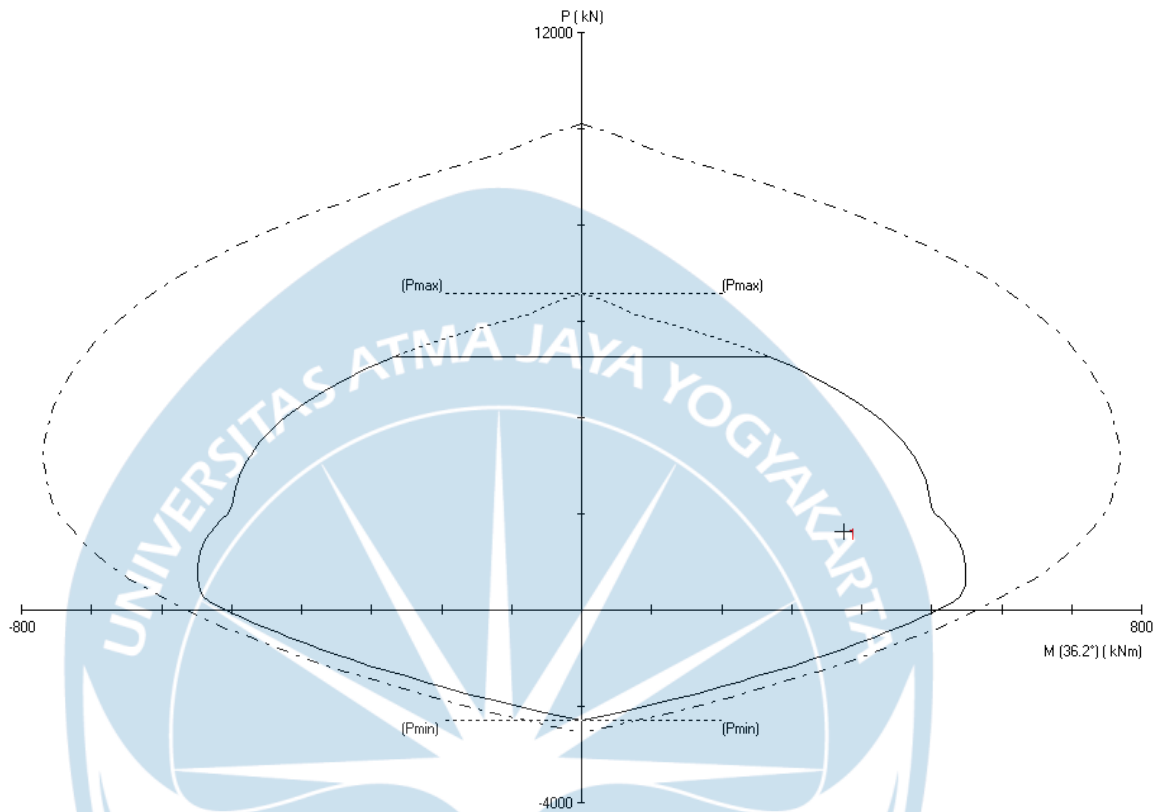 P ( kN)
12000
(Pmax) (Pmax)
UNIVERSITAS ATMA JAYA YOGYAKARTA
1
-800 800
M (36.2°) ( kNm)
(Pmin) (Pmin)
-4000